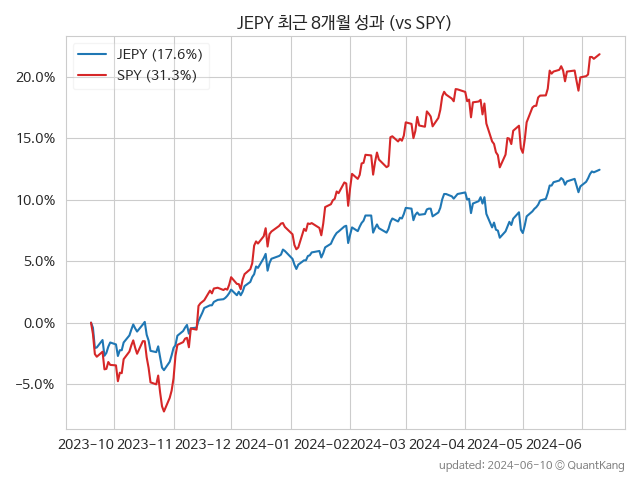 JEPY 최근 8개월 성과 (vs SPY)
JEPY (17.6%)
SPY (31.3%)
20.0%
15.0%
10.0%
5.0%
0.0%
−5.0%
2023-10 2023-11 2023-12 2024-01 2024-02 2024-03 2024-04 2024-05 2024-06
updated: 2024-06-10 © QuantKang